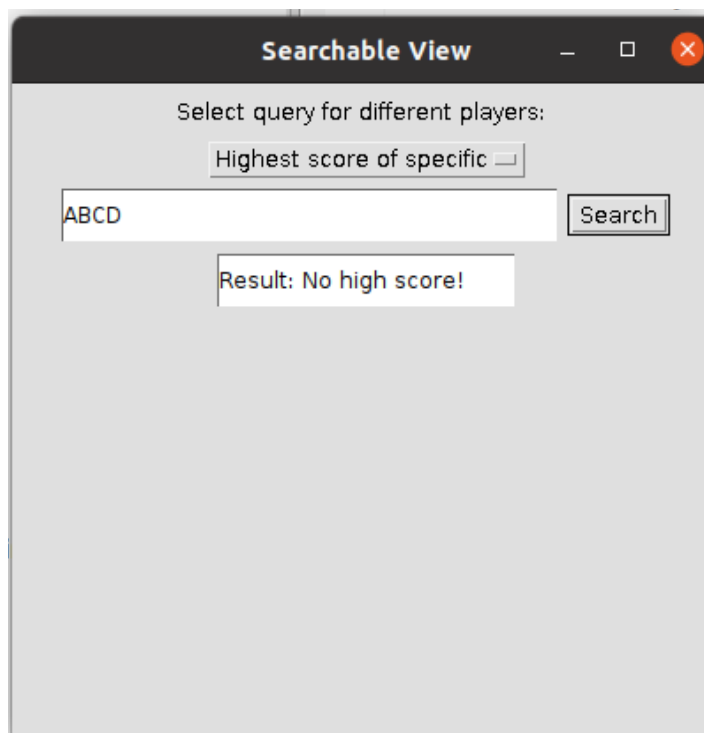 Searchable View
Select query for different players:
Highest score of specific
ABCD
Search
Result: No high score!